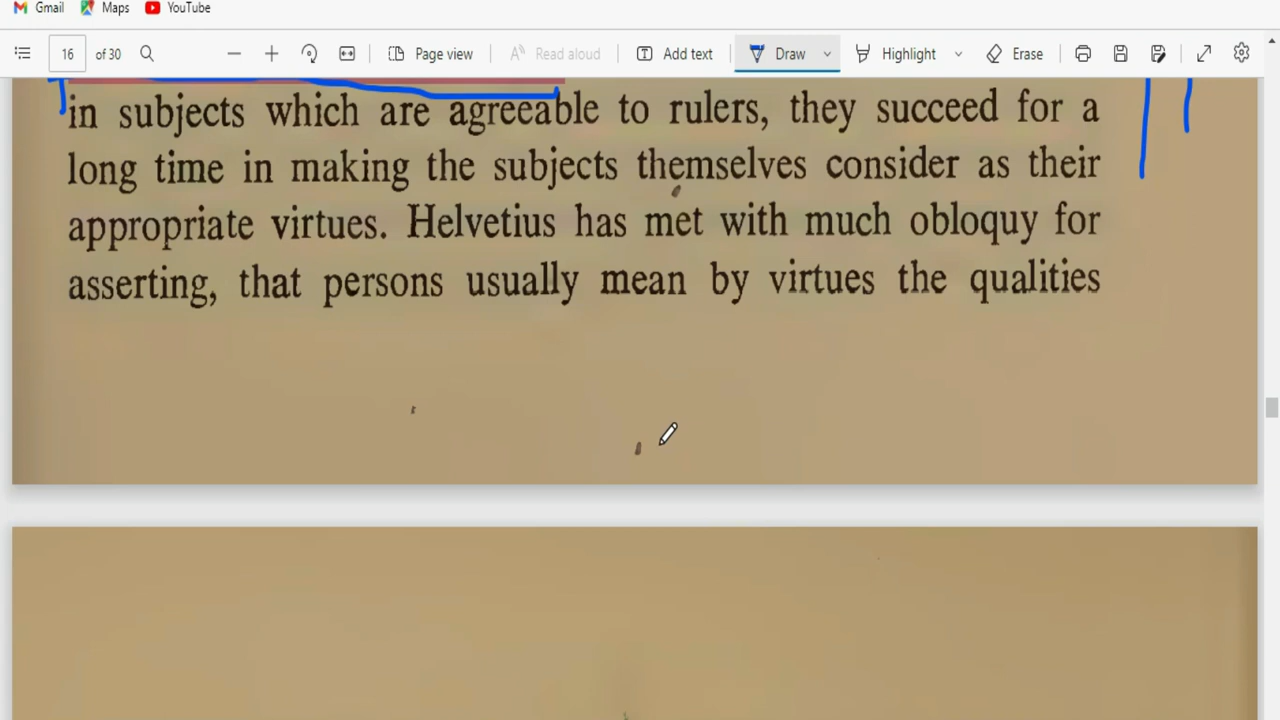 Gmail Maps YouTube
16 of 30 Page view Read aloud Add text Draw Highlight Erase
in subjects which are agreeable to rulers, they succeed for a
long time in making the subjects themselves consider as their
appropriate virtues. Helvetius has met with much obloquy for
asserting, that persons usually mean by virtues the qualities